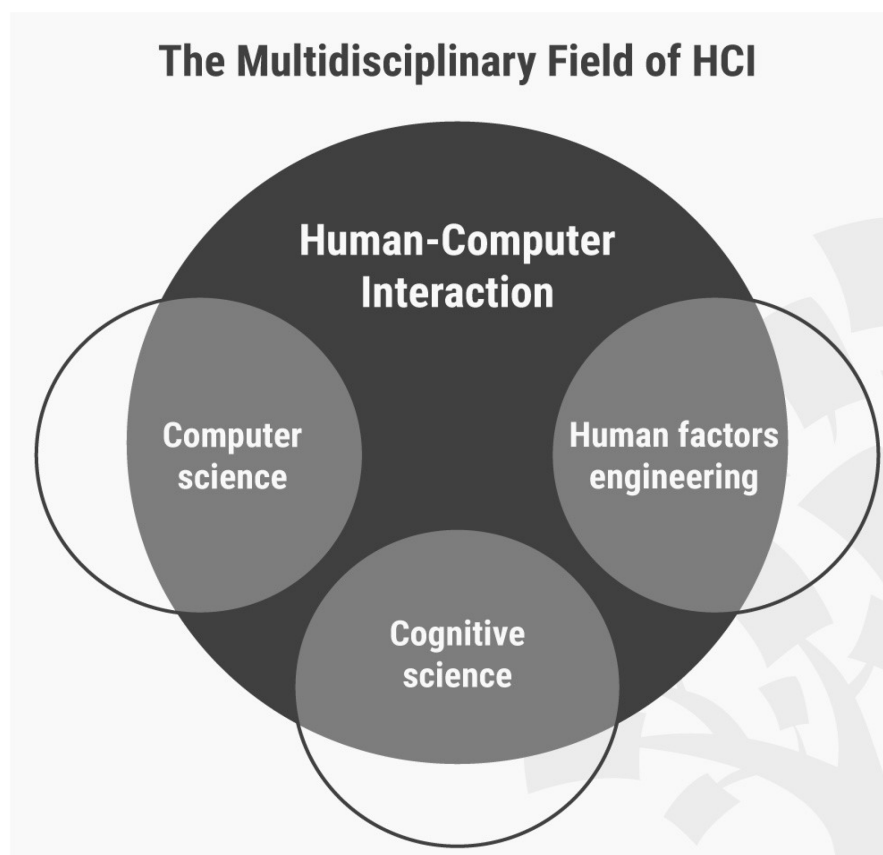 The Multidisciplinary Field of HCI
Human-Computer
Interaction
Computer
science
Human factors
engineering
Cognitive
science